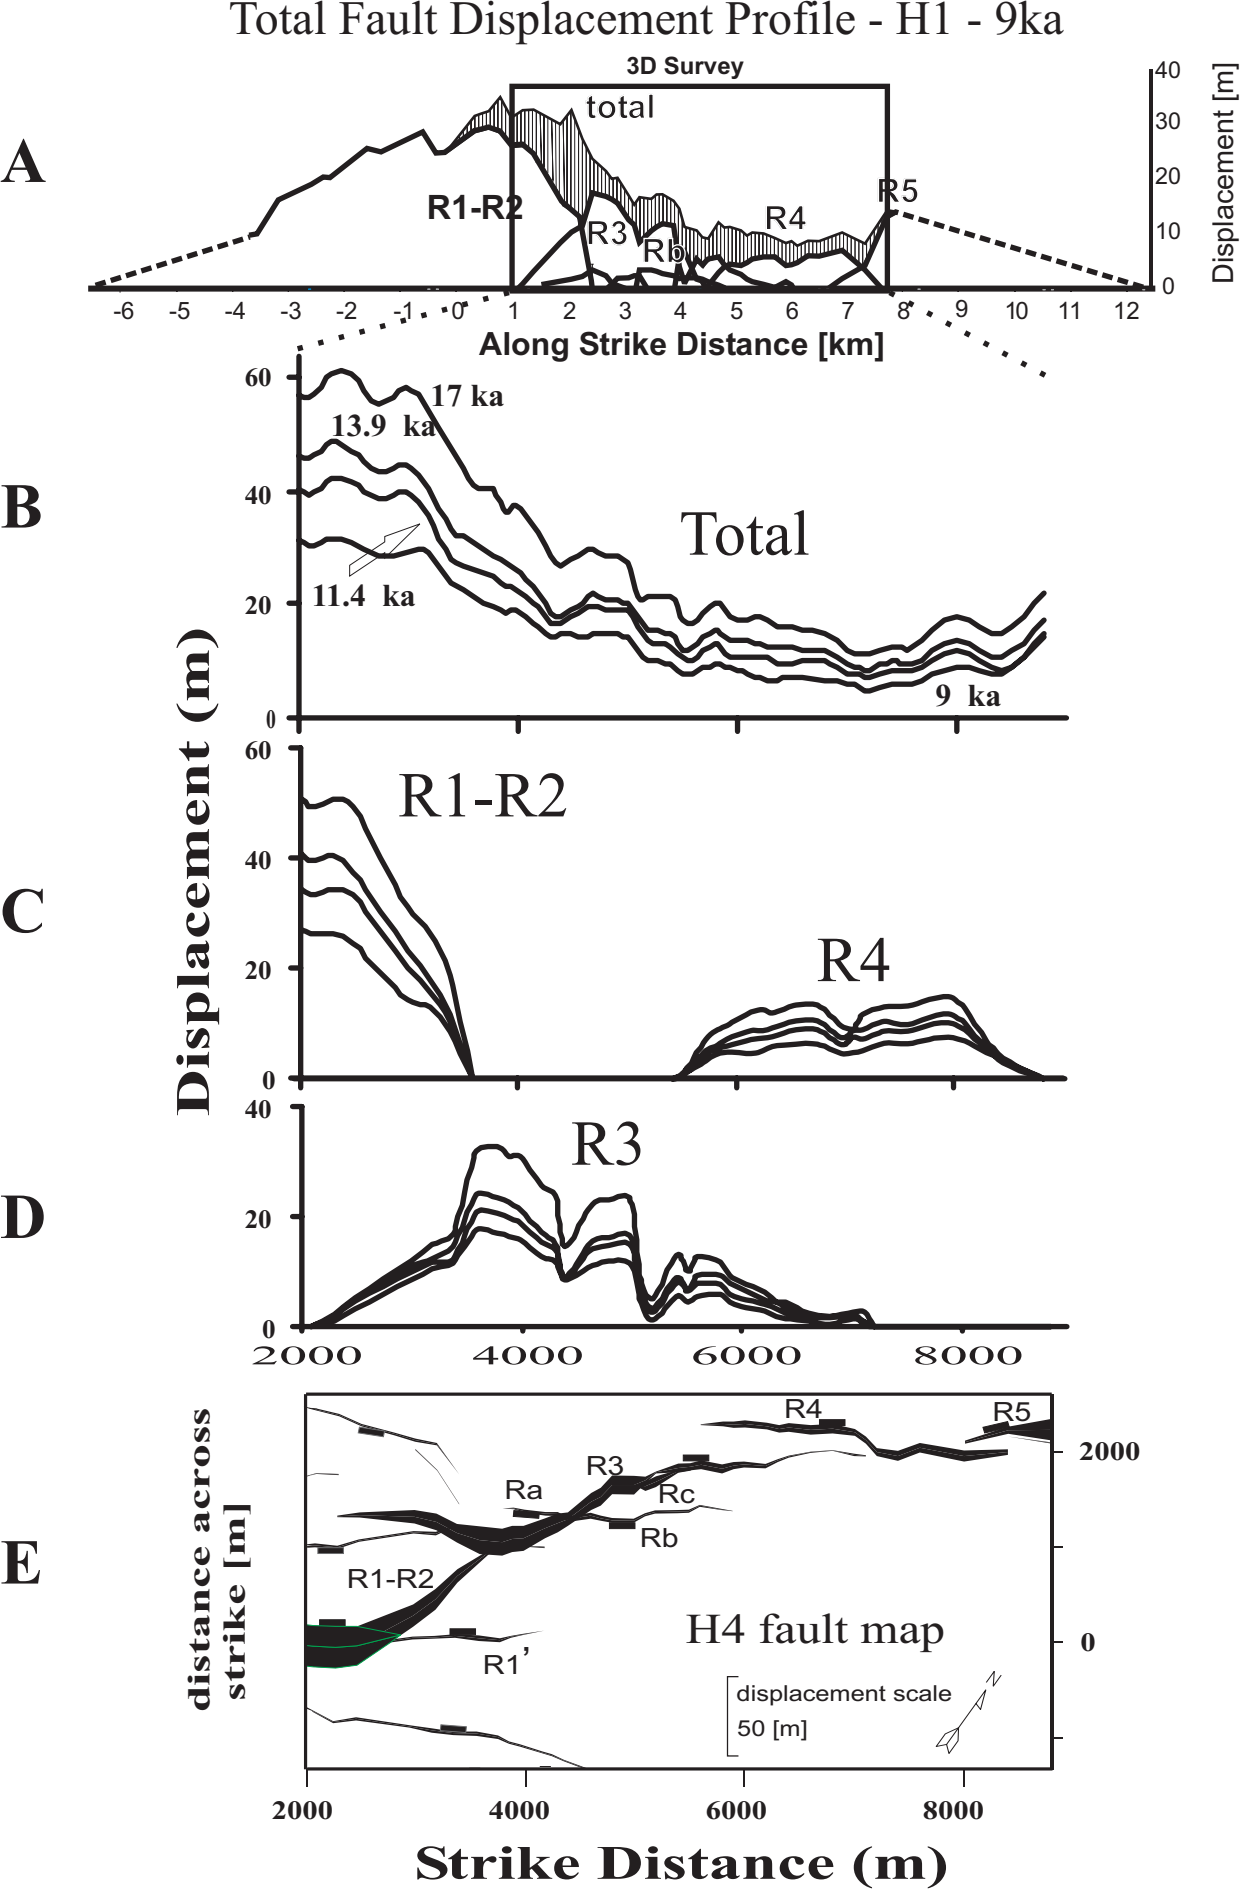 Total Fault Displacement Profile - H1 - 9ka
3D Survey
A
total
R1-R2
R3
Rb
R4
R5
40
30
20
10
0
Displacement [m]
-6 -5 -4 -3 -2 -1 0 1 2 3 4 5 6 7 8 9 10 11 12
Along Strike Distance [km]
B
60
40
20
0
17 ka
13.9 ka
11.4 ka
9 ka
Total
Displacement (m)
C
60
40
20
0
R1-R2
R4
D
40
20
0
R3
2000 4000 6000 8000
E
distance across
strike [m]
R4
R5
R3
Ra
Rc
Rb
R1-R2
R1’
2000
0
H4 fault map
displacement scale
50 [m]
N
2000 4000 6000 8000
Strike Distance (m)